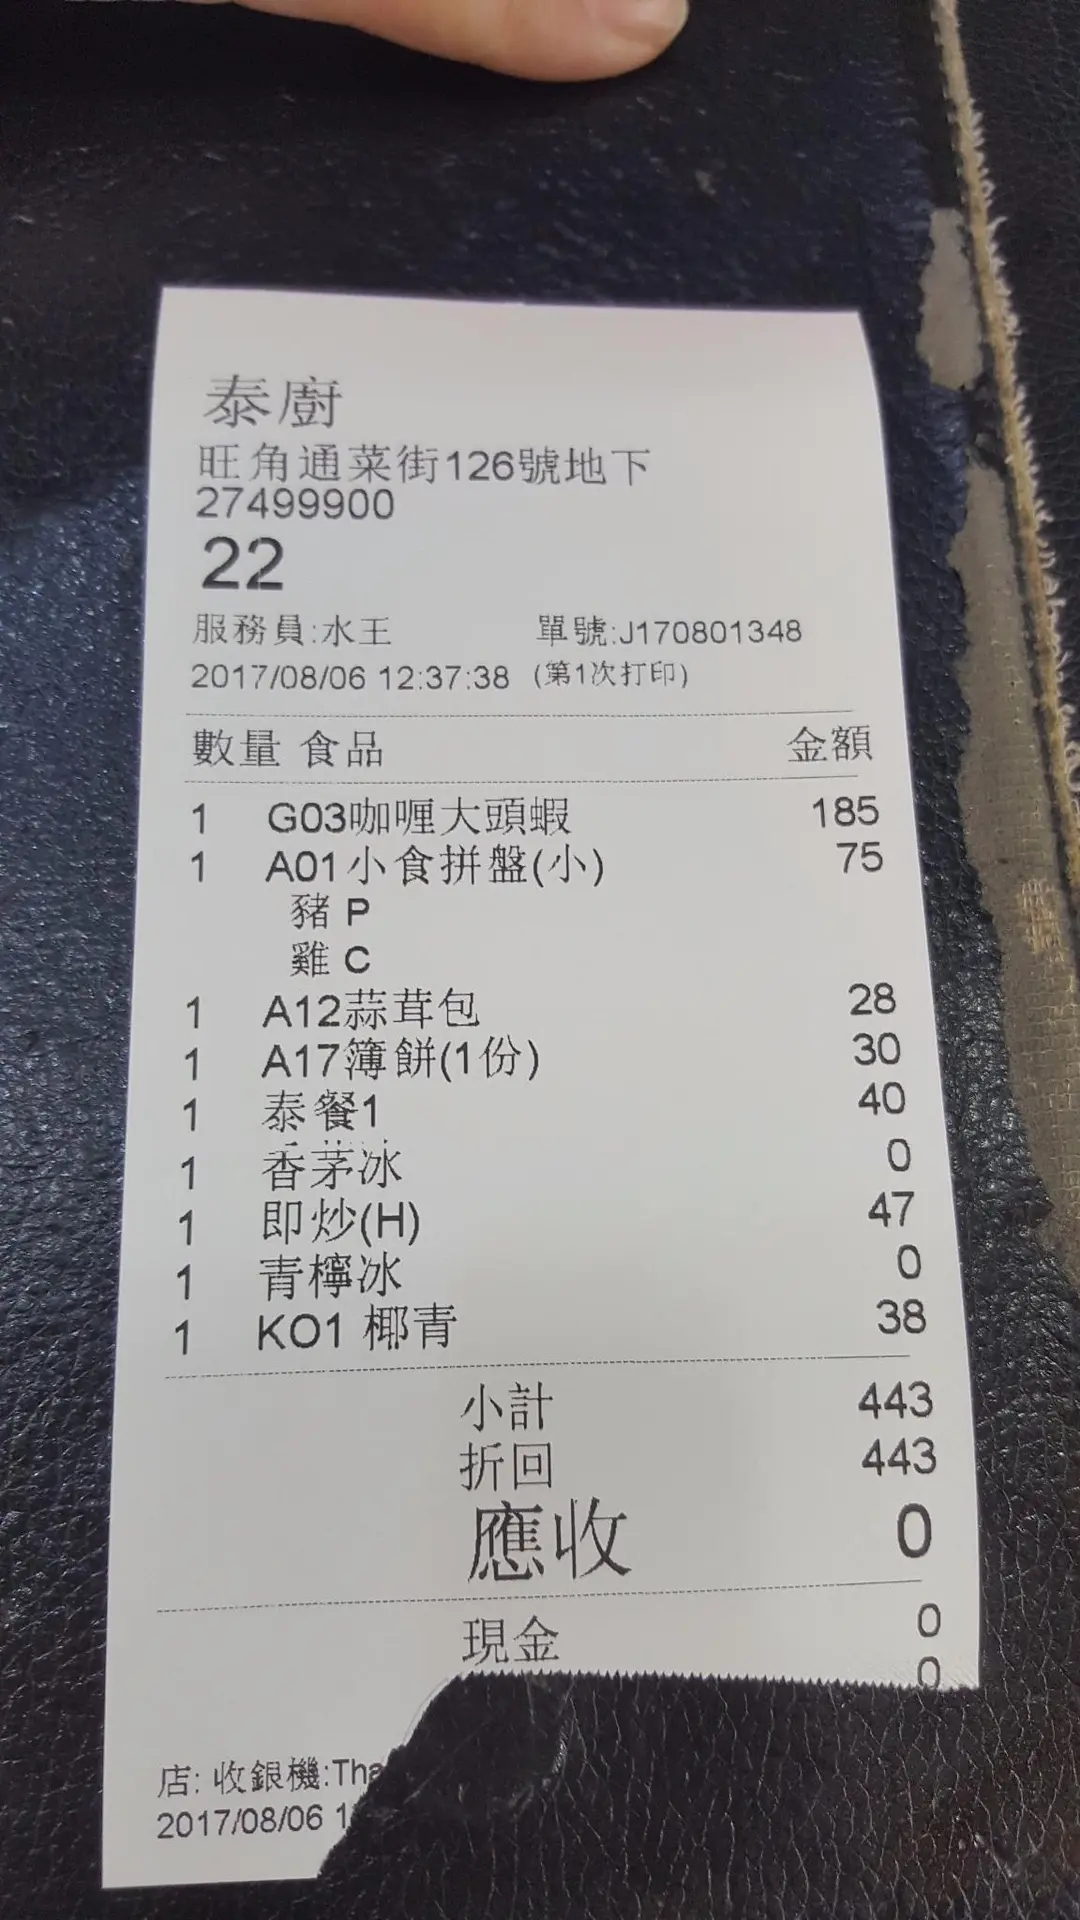 泰廚
旺角通菜街126號地下
27499900
22
服務員:水王 單號:J170801348
2017/08/06 12:37:38 (第1次打印)
數量 食品 金額
1 G03咖喱大頭蝦 185
1 A01小食拼盤(小) 75
豬 P
雞 C
1 A12蒜茸包 28
1 A17簿餅(1份) 30
1 泰餐1 40
1 香茅冰 0
1 即炒(H) 47
1 青檸冰 0
1 KO1 椰青 38
小計 443
折回 443
應收 0
現金 0
0
店: 收銀機:Tha
2017/08/06 1